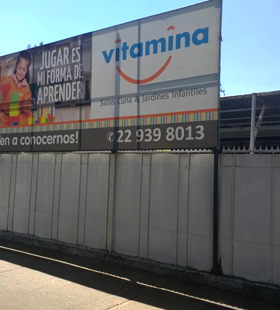 JUGAR ES
MI FORMA DE
APRENDER
vitamina
Salas Cuna & Jardines Infantiles
en a conocernos!
22 939 8013